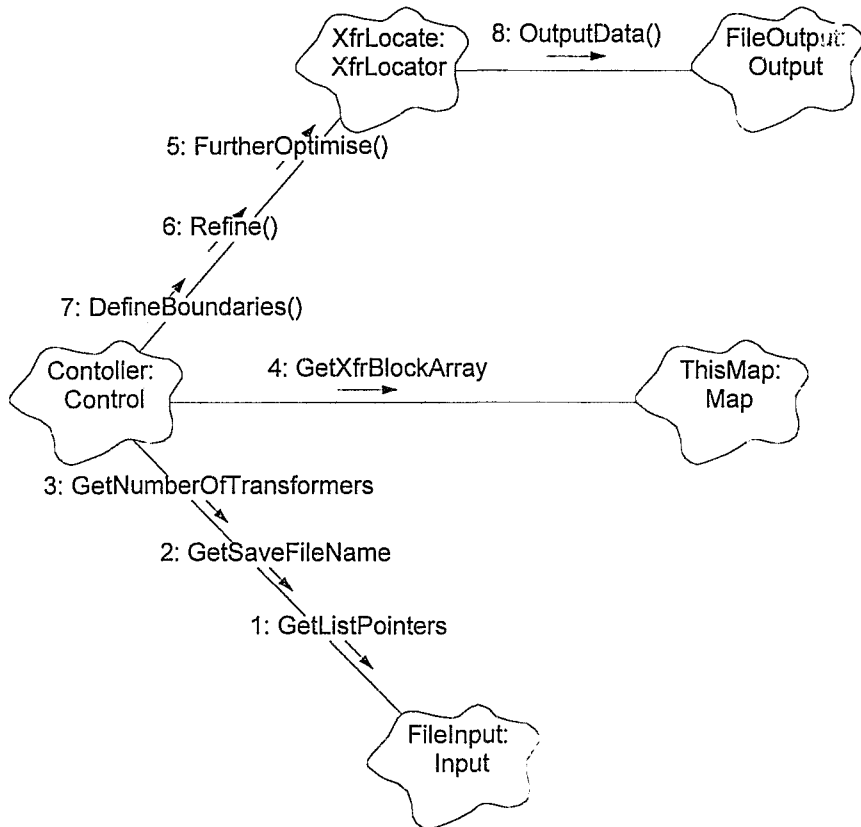 XfrLocate:
XfrLocator
8: OutputData()
FileOutput:
Output
5: FurtherOptimise()
6: Refine()
7: DefineBoundaries()
Contoller:
Control
4: GetXfrBlockArray
ThisMap:
Map
3: GetNumberOfTransformers
2: GetSaveFileName
1: GetListPointers
FileInput:
Input